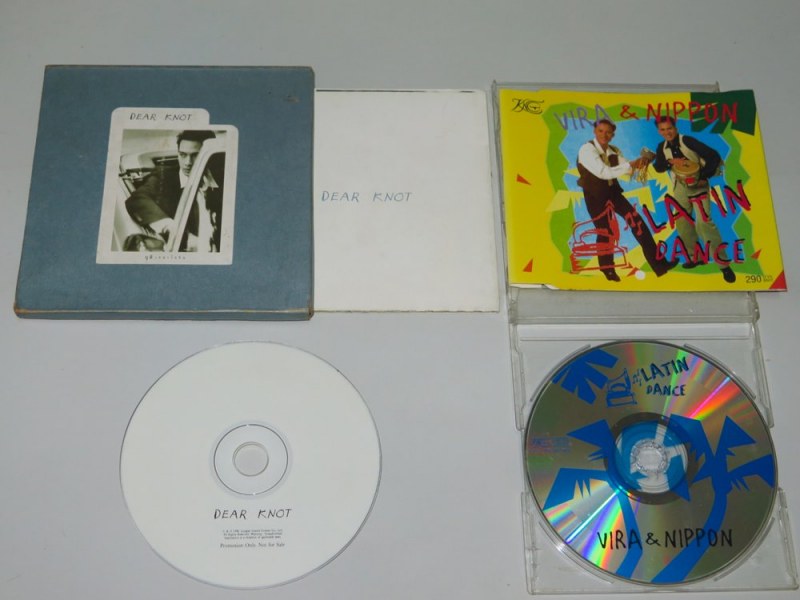 DEAR KNOT
DEAR KNOT
VIRA & NIPPON
LATIN
DANCE
290
DEAR KNOT
Promotion Only. Not for Sale
LATIN
DANCE
VIRA & NIPPON